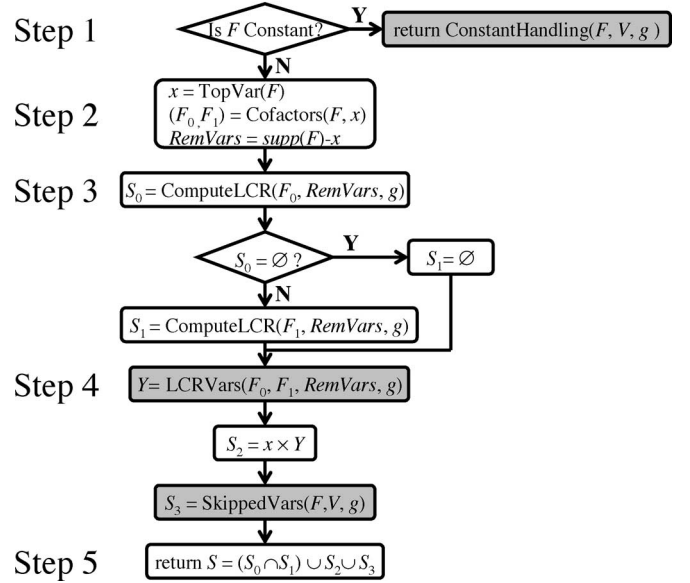 Step 1
Is F Constant?
Y
return ConstantHandling(F, V, g )
N
Step 2
x = TopVar(F)
(F₀,F₁) = Cofactors(F, x)
RemVars = supp(F)-x
Step 3
S₀ = ComputeLCR(F₀, RemVars, g)
S₀ = ∅ ?
Y
S₁= ∅
N
S₁ = ComputeLCR(F₁, RemVars, g)
Step 4
Y= LCRVars(F₀, F₁, RemVars, g)
S₂ = x × Y
S₃ = SkippedVars(F,V, g)
Step 5
return S = (S₀ ∩ S₁) ∪ S₂ ∪ S₃